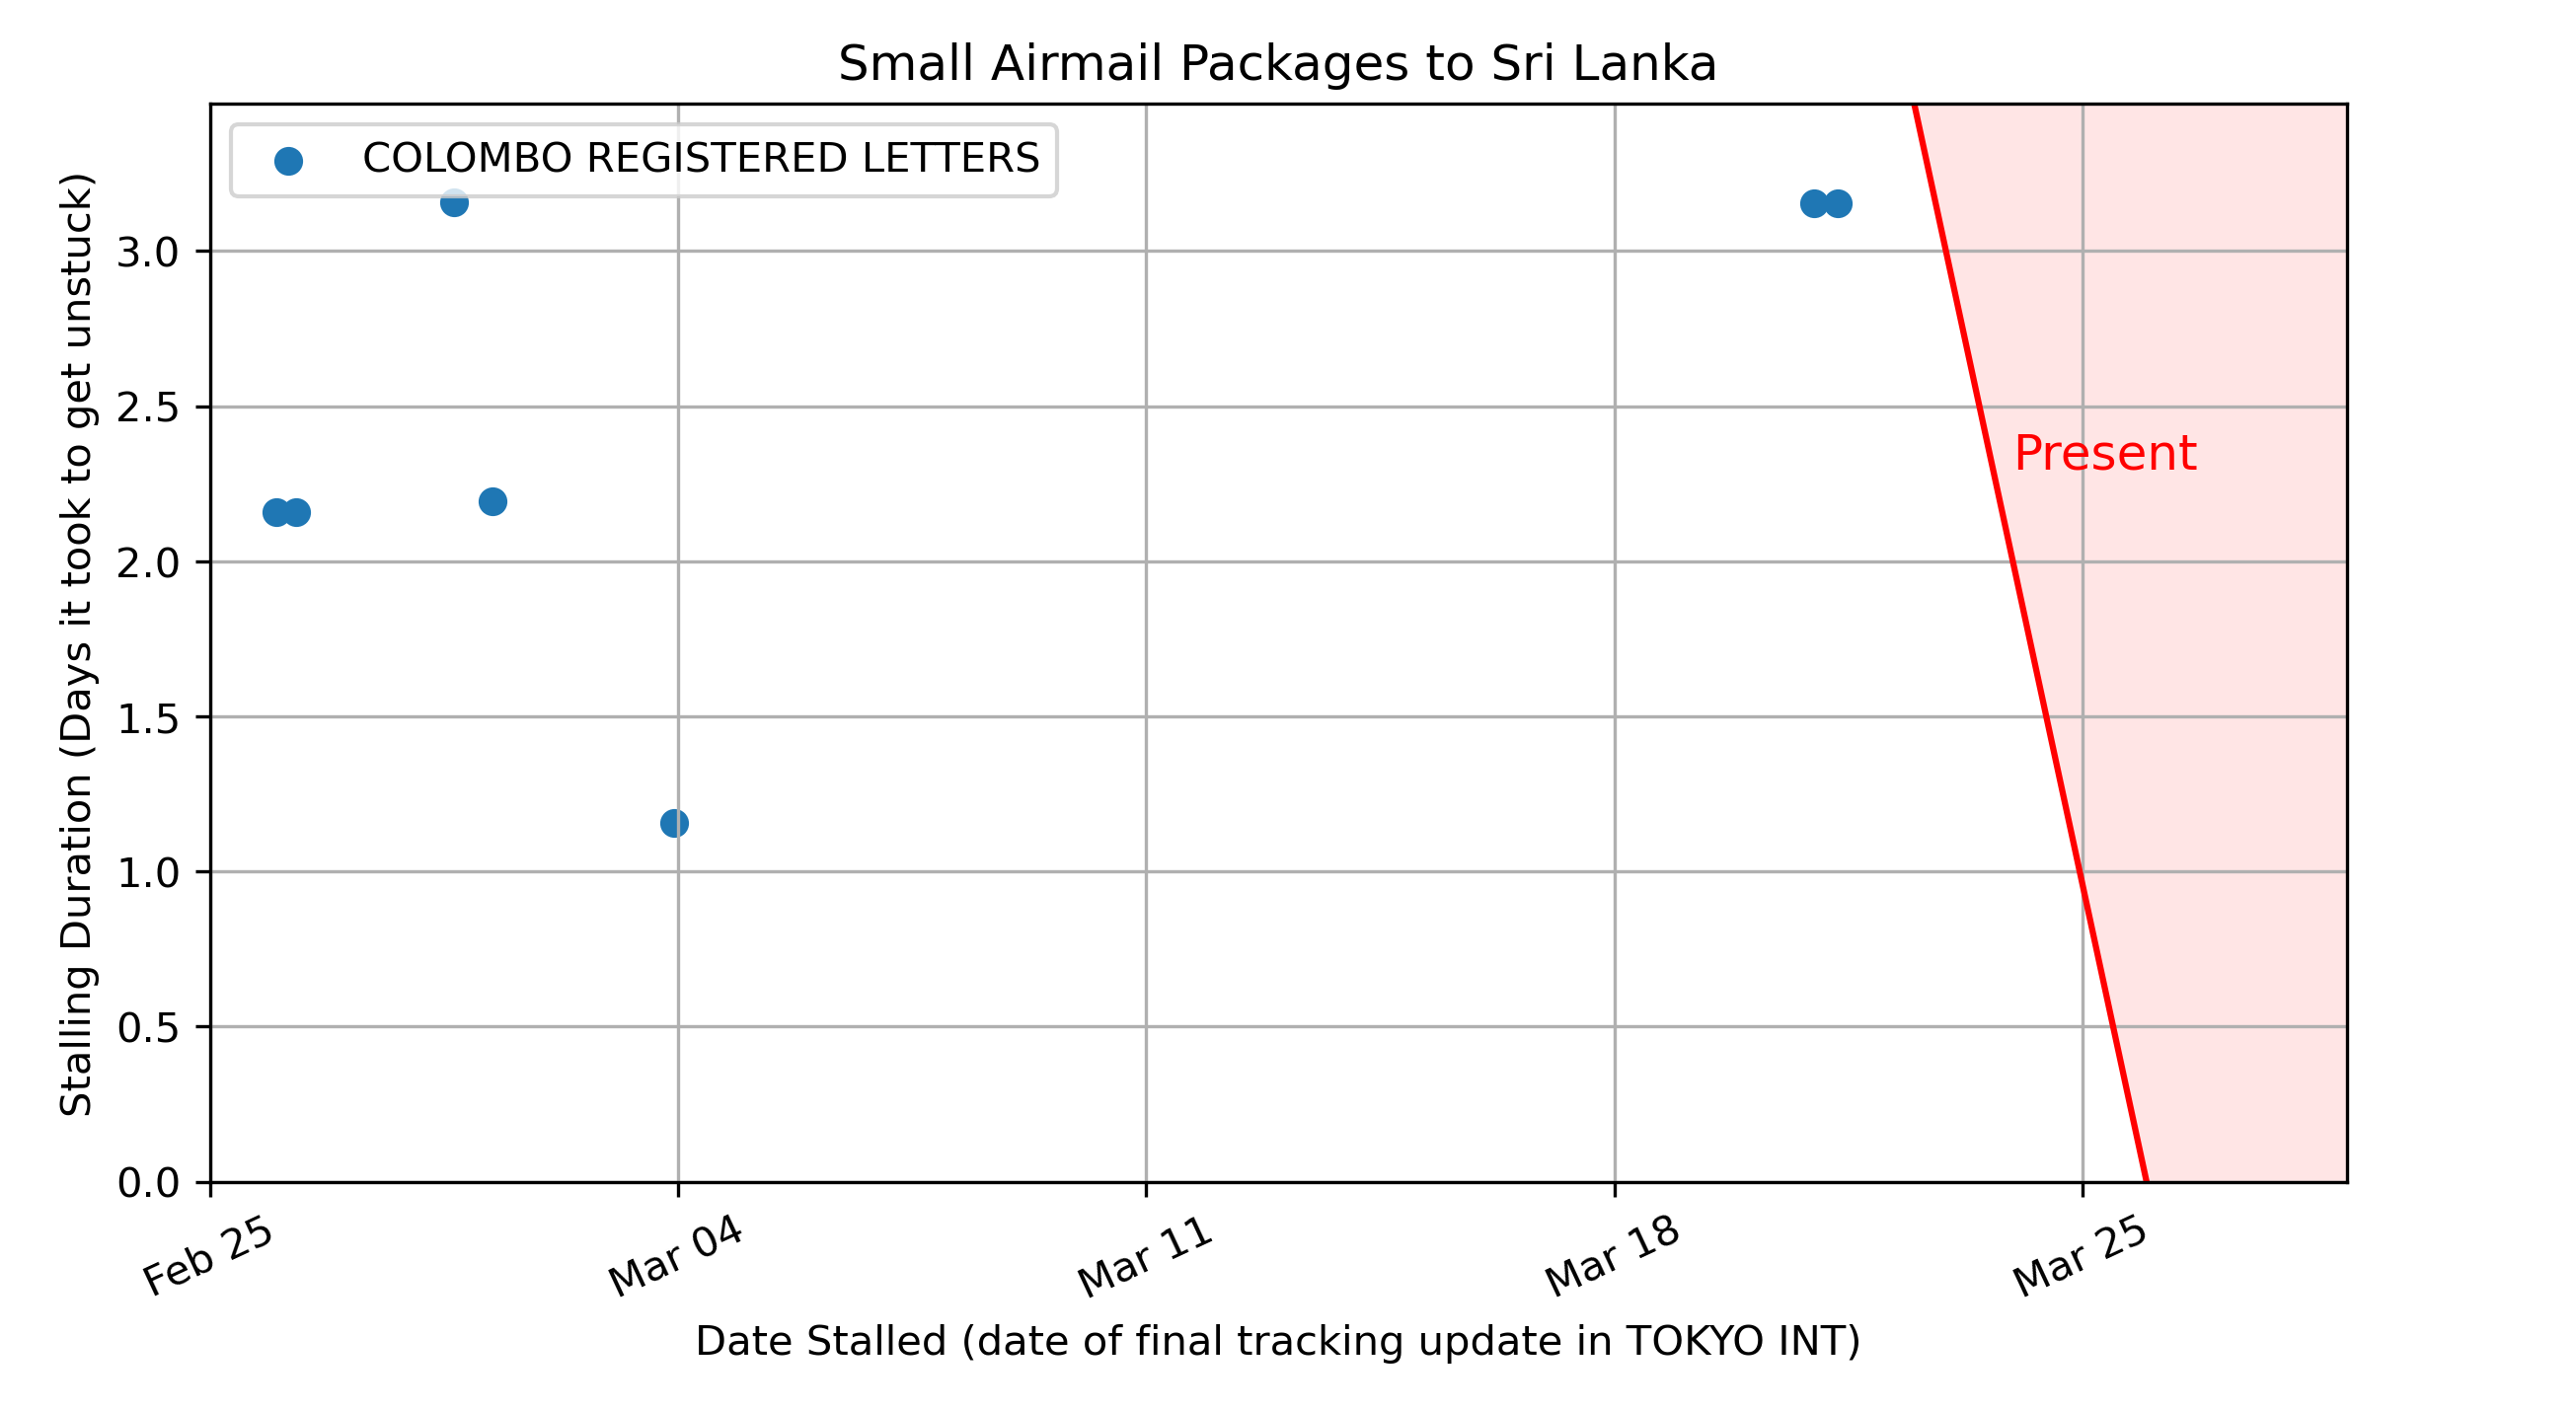 Small Airmail Packages to Sri Lanka
COLOMBO REGISTERED LETTERS
Stalling Duration (Days it took to get unstuck)
3.0
2.5
2.0
1.5
1.0
0.5
0.0
Present
Feb 25
Mar 04
Mar 11
Mar 18
Mar 25
Date Stalled (date of final tracking update in TOKYO INT)